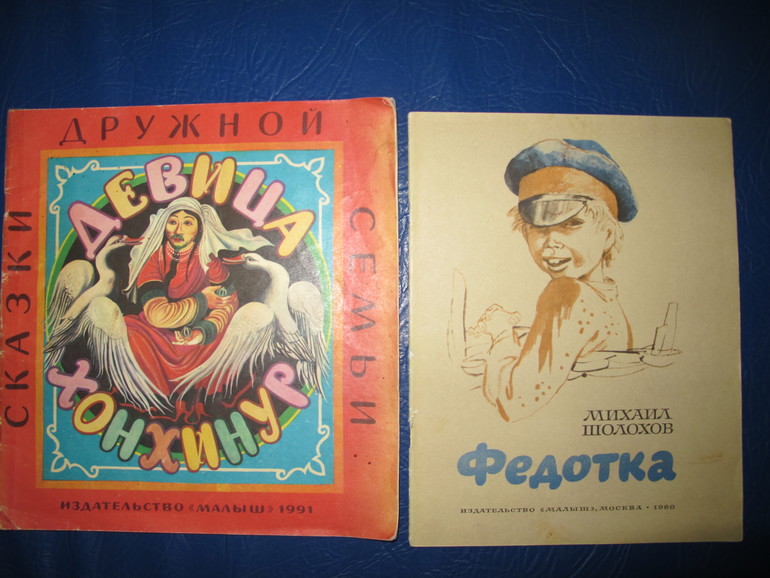 СКАЗКИ
ДРУЖНОЙ
СЕМЬИ
ДЕВИЦА
ХОНХИНУР
ИЗДАТЕЛЬСТВО «МАЛЫШ» 1991
МИХАИЛ
ШОЛОХОВ
Федотка
ИЗДАТЕЛЬСТВО «МАЛЫШ», МОСКВА • 1980